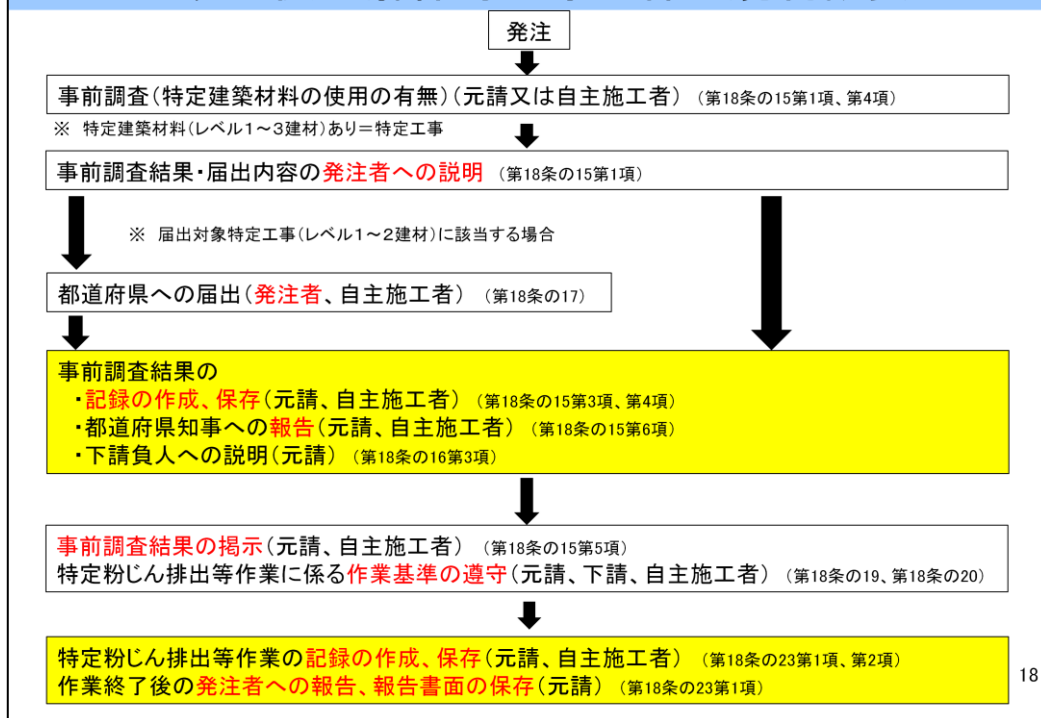 発注
事前調査(特定建築材料の使用の有無)(元請又は自主施工者) (第18条の15第1項、第4項)
※ 特定建築材料(レベル1～3建材)あり=特定工事
事前調査結果・届出内容の発注者への説明 (第18条の15第1項)
※ 届出対象特定工事(レベル1～2建材)に該当する場合
都道府県への届出(発注者、自主施工者) (第18条の17)
事前調査結果の
・記録の作成、保存(元請、自主施工者) (第18条の15第3項、第4項)
・都道府県知事への報告(元請、自主施工者) (第18条の15第6項)
・下請負人への説明(元請) (第18条の16第3項)
事前調査結果の掲示(元請、自主施工者) (第18条の15第5項)
特定粉じん排出等作業に係る作業基準の遵守(元請、下請、自主施工者) (第18条の19、第18条の20)
特定粉じん排出等作業の記録の作成、保存(元請、自主施工者) (第18条の23第1項、第2項)
作業終了後の発注者への報告、報告書面の保存(元請) (第18条の23第1項)
18